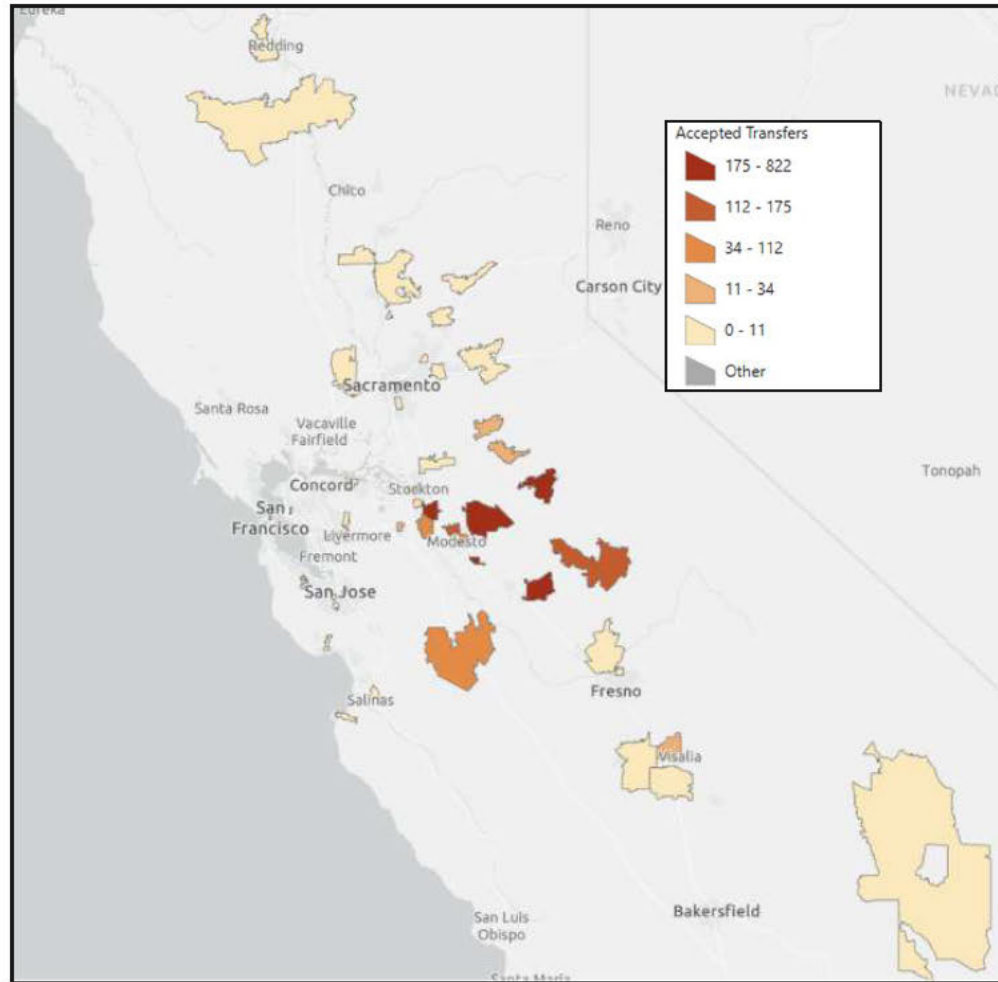 Eureka
Redding
NEVAD
Accepted Transfers
175 - 822
112 - 175
34 - 112
11 - 34
0 - 11
Other
Chico
Reno
Carson City
Sacramento
Santa Rosa
Vacaville
Fairfield
Tonopah
Concord
Stockton
San
Francisco
Livermore
Modesto
Fremont
San Jose
Salinas
Fresno
Visalia
Bakersfield
San Luis
Obispo
Santa Maria